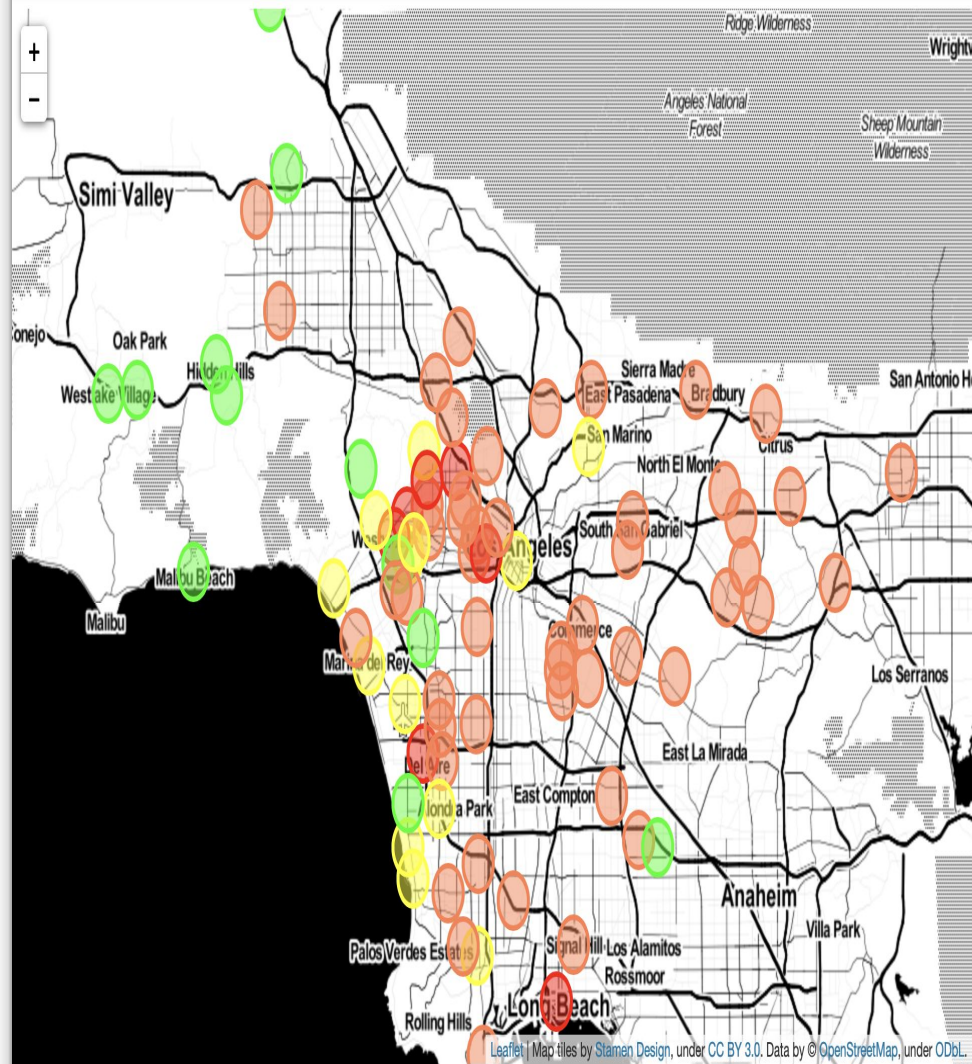 Ridge Wilderness
+
Wrightw
−
Angeles National
Forest
Sheep Mountain
Wilderness
Simi Valley
onejo
Oak Park
Hidden Hills
Westlake Village
Sierra Madre
San Antonio H
East Pasadena
Bradbury
San Marino
Citrus
North El Monte
South San Gabriel
Los Angeles
Malibu Beach
Malibu
Commerce
Marina del Rey
Los Serranos
East La Mirada
Del Aire
East Compton
londra Park
Anaheim
Villa Park
Palos Verdes Estates
Signal Hill
Los Alamitos
Rossmoor
Long Beach
Rolling Hills
Leaflet | Map tiles by Stamen Design, under CC BY 3.0. Data by © OpenStreetMap, under ODbL.